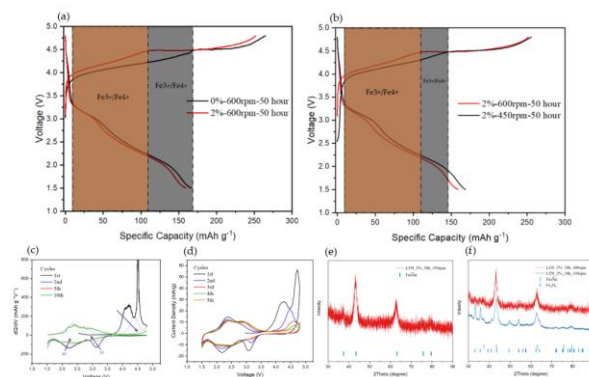 (a)
5.0
4.5
4.0
3.5
3.0
2.5
2.0
1.5
1.0
Voltage (V)
Fe3+/Fe4+
Fe3+/Fe4+
0%-600rpm-50 hour
2%-600rpm-50 hour
0 50 100 150 200 250 300
Specific Capacity (mAh g⁻¹)
(b)
5.0
4.5
4.0
3.5
3.0
2.5
2.0
1.5
1.0
Voltage (V)
Fe3+/Fe4+
Fe3+/Fe4+
2%-600rpm-50 hour
2%-450rpm-50 hour
0 50 100 150 200 250 300
Specific Capacity (mAh g⁻¹)
(c)
Cycles
1st
2nd
5th
10th
(d)
Cycles
1st
2nd
3rd
4th
5th
Current Density (mA/g)
Voltage (V)
(e)
Intensity
2Theta (degree)
(f)
Intensity
2Theta (degree)